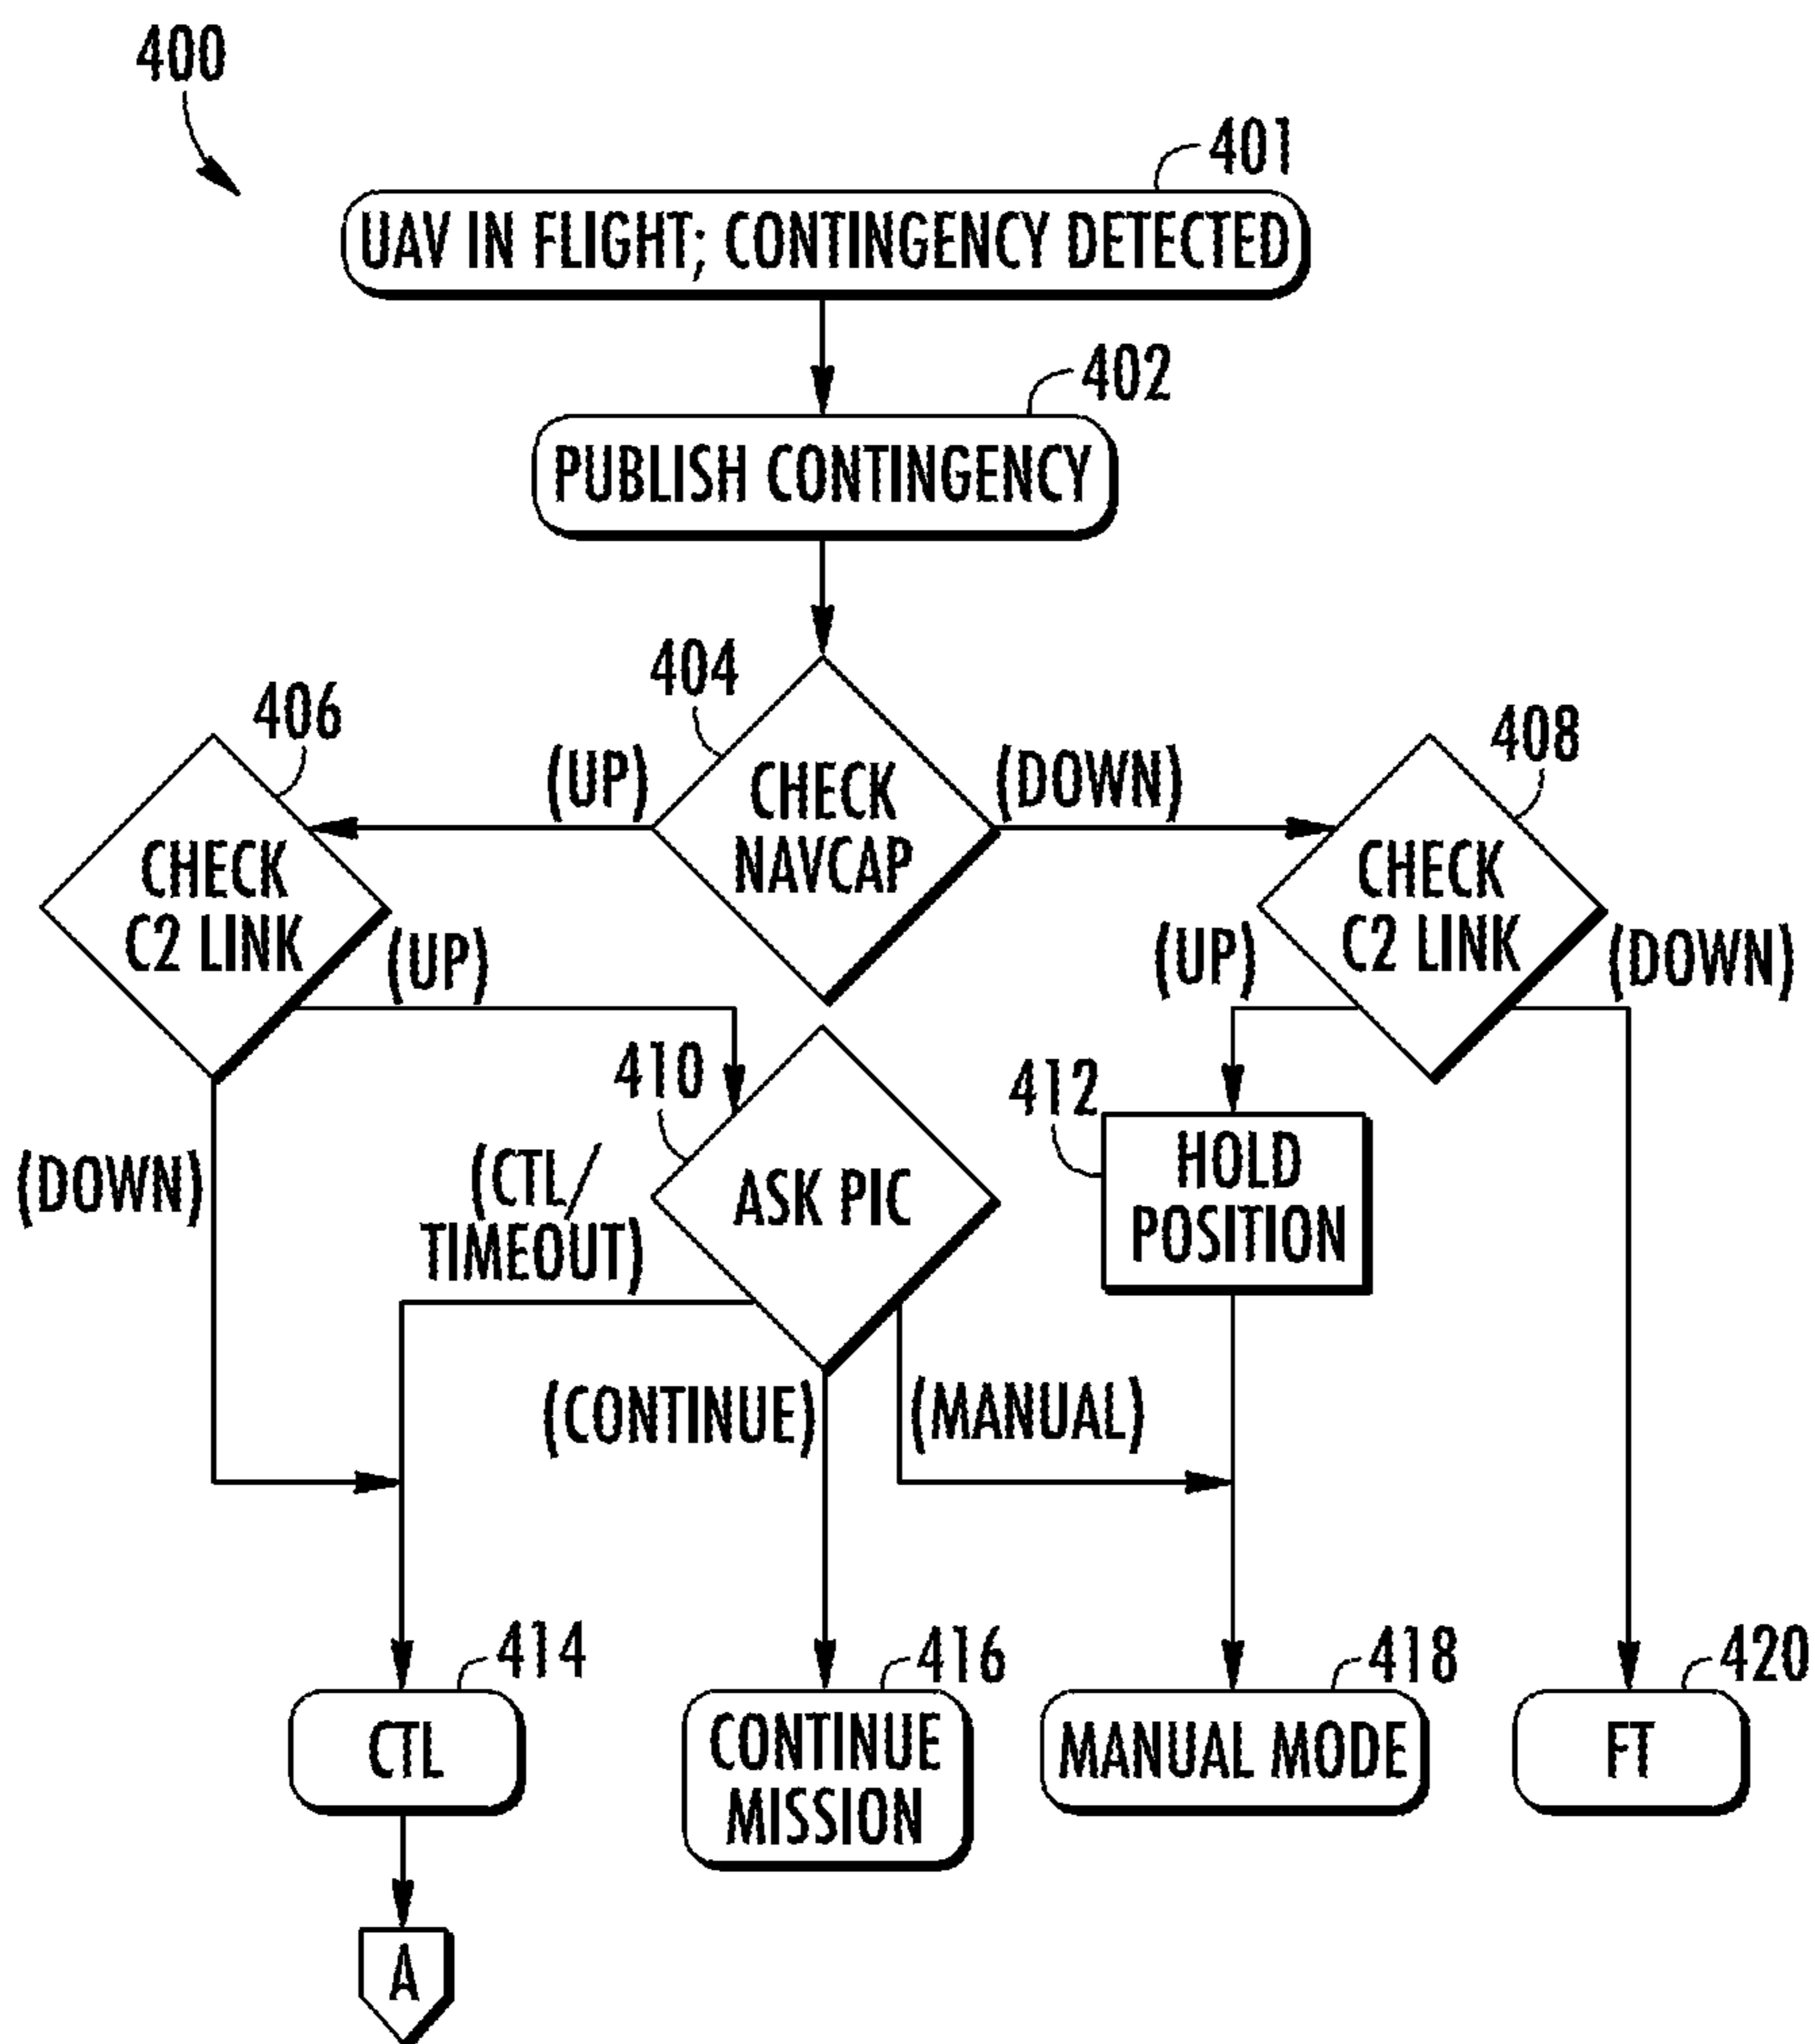 400
401
UAV IN FLIGHT; CONTINGENCY DETECTED
402
PUBLISH CONTINGENCY
404
406
408
(UP)
CHECK
NAVCAP
(DOWN)
CHECK
C2 LINK
CHECK
C2 LINK
(UP)
(UP)
(DOWN)
410
412
(DOWN)
(CTL/
TIMEOUT)
ASK PIC
HOLD
POSITION
(CONTINUE)
(MANUAL)
414
416
418
420
CTL
CONTINUE
MISSION
MANUAL MODE
FT
A